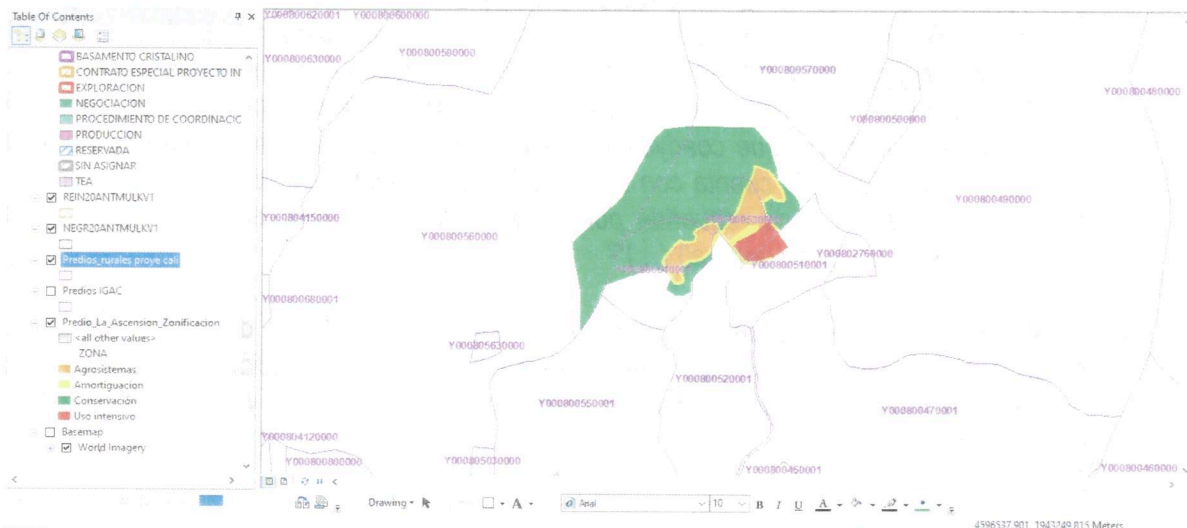 Table Of Contents
BASAMENTO CRISTALINO
CONTRATO ESPECIAL PROYECTO IN
EXPLORACION
NEGOCIACION
PROCEDIMIENTO DE COORDINACIC
PRODUCCION
RESERVADA
SIN ASIGNAR
TEA
REIN20ANTMULKV1
NEGR20ANTMULKV1
Predios_rurales proye cali
Predios IGAC
Predio_La_Ascension_Zonificacion
<all other values>
ZONA
Agrosistemas
Amortiguacion
Conservación
Uso intensivo
Basemap
World Imagery
Y000800620001 Y000800600000
Y000800630000
Y000800580000
Y000800570000
Y000800480000
Y000800490000
Y000804150000
Y000800560000
Y000802760000
Y000800510001
Y000800680001
Y000805630000
Y000800520001
Y000800550001
Y000800470001
Y000804120000
Y000800800000
Y000805030000
Y000800450001
Y000800460000
Drawing
A
Arial
10
B I U A
4596537,901 1943249,815 Meters